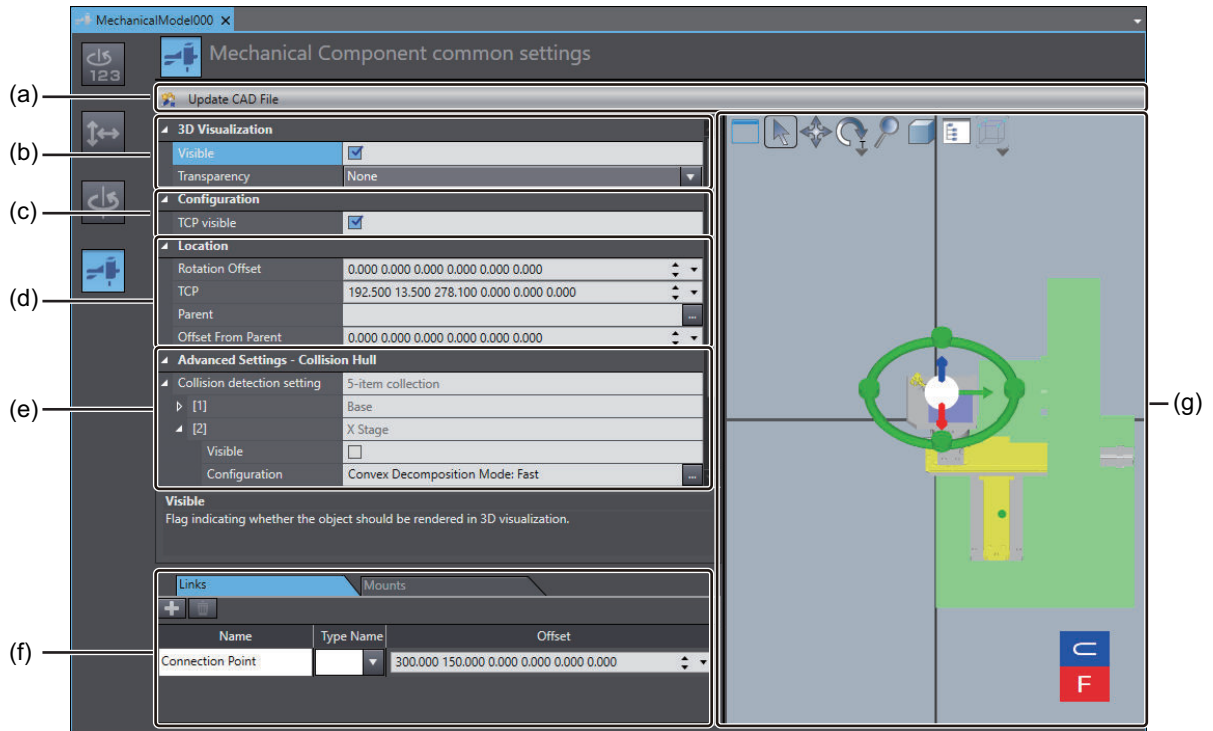 MechanicalModel000
123
Mechanical Component common settings
(a)
Update CAD File
(b)
3D Visualization
Visible
Transparency None
(c)
Configuration
TCP visible
(d)
Location
Rotation Offset 0.000 0.000 0.000 0.000 0.000 0.000
TCP 192.500 13.500 278.100 0.000 0.000 0.000
Parent ...
Offset From Parent 0.000 0.000 0.000 0.000 0.000 0.000
(e)
Advanced Settings - Collision Hull
Collision detection setting 5-item collection
[1] Base
[2] X Stage
Visible
Configuration Convex Decomposition Mode: Fast ...
Visible
Flag indicating whether the object should be rendered in 3D visualization.
(f)
Links Mounts
Name Type Name Offset
Connection Point 300.000 150.000 0.000 0.000 0.000 0.000
T
(g)
F